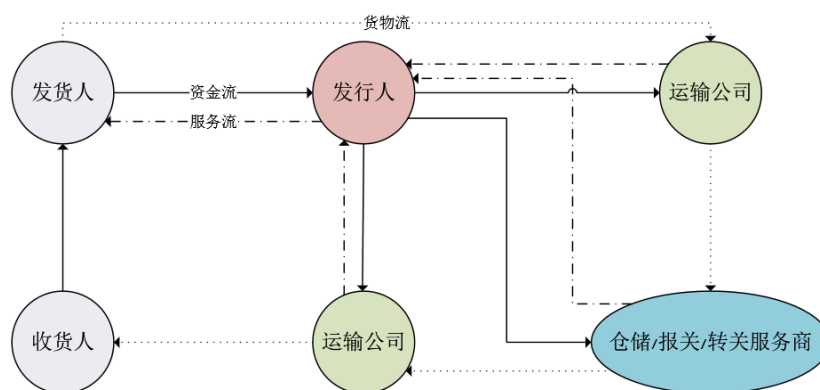 货物流
发货人
资金流
发行人
运输公司
服务流
收货人
运输公司
仓储/报关/转关服务商